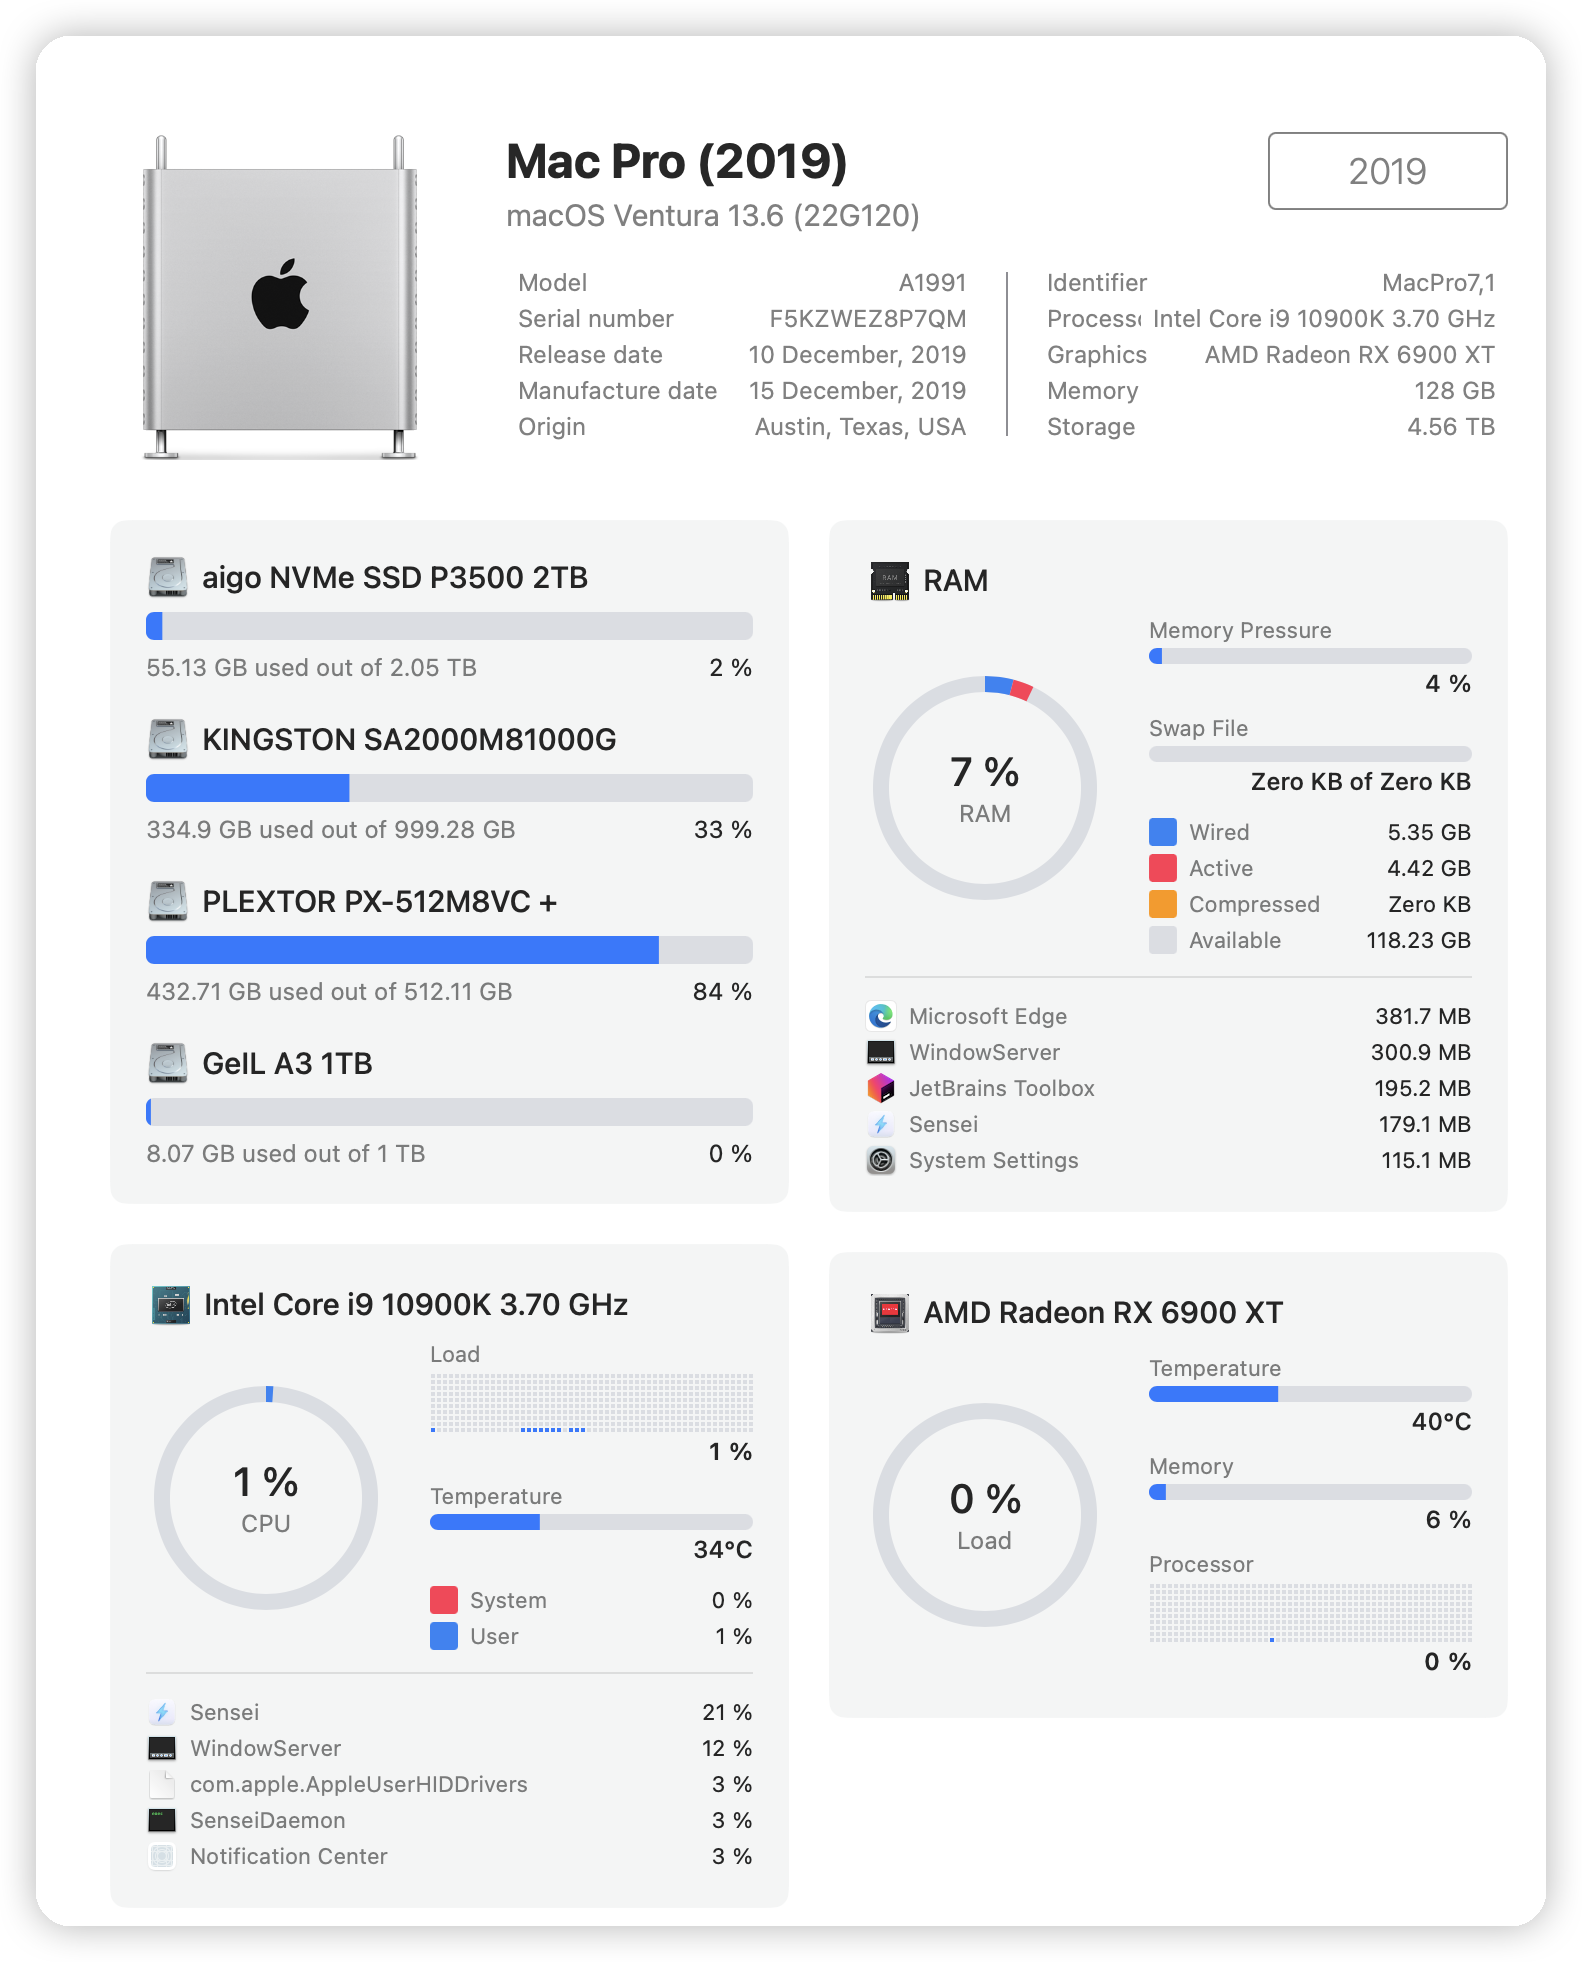 Mac Pro (2019)
2019
macOS Ventura 13.6 (22G120)
Model A1991
Serial number F5KZWEZ8P7QM
Release date 10 December, 2019
Manufacture date 15 December, 2019
Origin Austin, Texas, USA
Identifier MacPro7,1
Process Intel Core i9 10900K 3.70 GHz
Graphics AMD Radeon RX 6900 XT
Memory 128 GB
Storage 4.56 TB
aigo NVMe SSD P3500 2TB
55.13 GB used out of 2.05 TB 2 %
KINGSTON SA2000M81000G
334.9 GB used out of 999.28 GB 33 %
PLEXTOR PX-512M8VC +
432.71 GB used out of 512.11 GB 84 %
GeIL A3 1TB
8.07 GB used out of 1 TB 0 %
RAM
Memory Pressure
4 %
Swap File
Zero KB of Zero KB
7 %
RAM
Wired 5.35 GB
Active 4.42 GB
Compressed Zero KB
Available 118.23 GB
Microsoft Edge 381.7 MB
WindowServer 300.9 MB
JetBrains Toolbox 195.2 MB
Sensei 179.1 MB
System Settings 115.1 MB
Intel Core i9 10900K 3.70 GHz
Load
1 %
1 %
CPU
Temperature
34°C
System 0 %
User 1 %
Sensei 21 %
WindowServer 12 %
com.apple.AppleUserHIDDrivers 3 %
SenseiDaemon 3 %
Notification Center 3 %
AMD Radeon RX 6900 XT
Temperature
40°C
Memory
6 %
0 %
Load
Processor
0 %